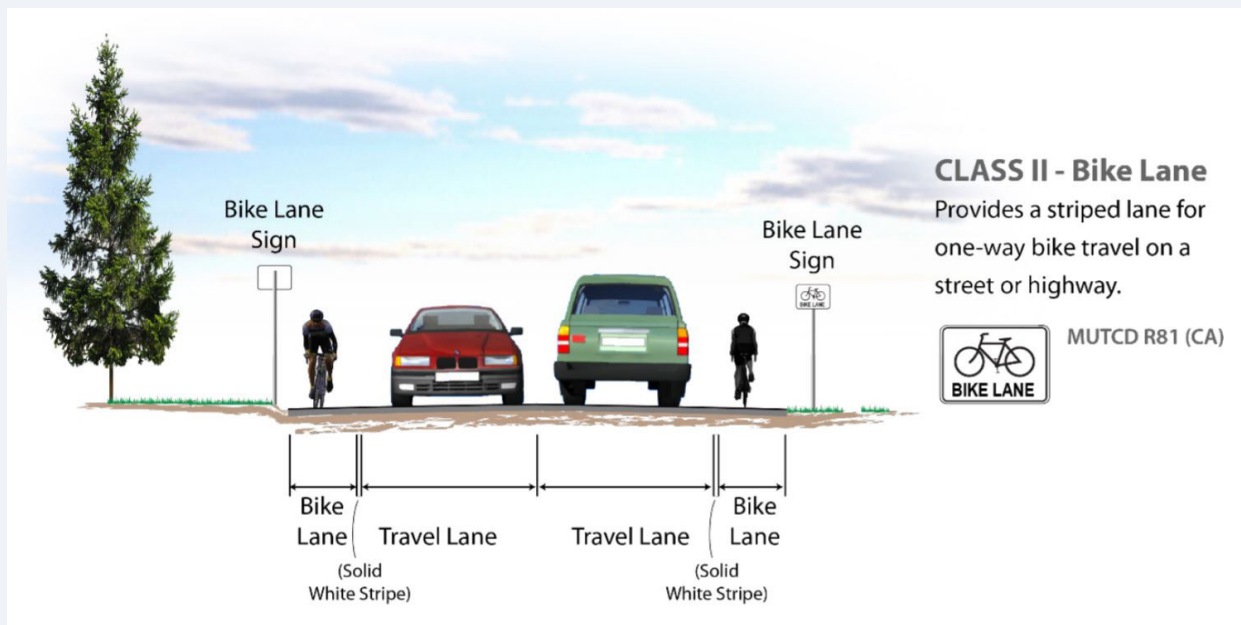 CLASS II - Bike Lane
Provides a striped lane for
one-way bike travel on a
street or highway.
BIKE LANE
MUTCD R81 (CA)
Bike Lane
Sign
Bike Lane
Sign
BIKE LANE
Bike
Lane
(Solid
White Stripe)
Travel Lane
Travel Lane
(Solid
White Stripe)
Bike
Lane